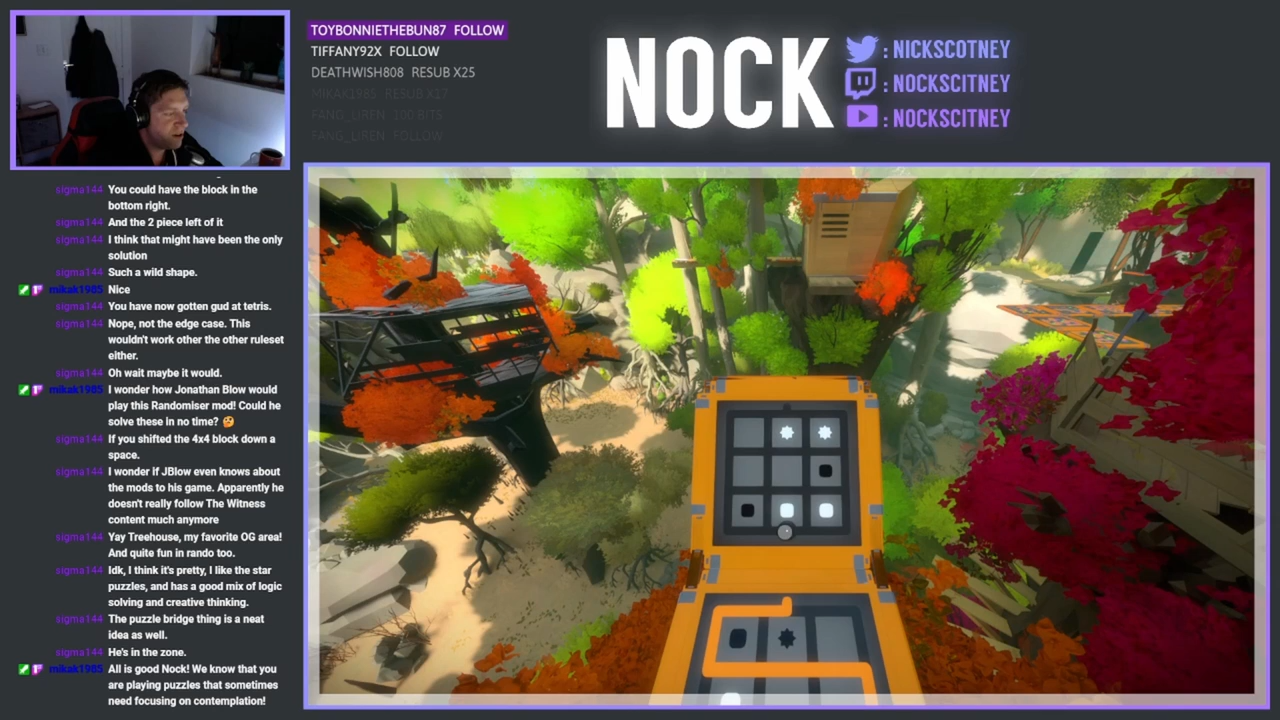 TOYBONNIETHEBUN87 FOLLOW
TIFFANY92X FOLLOW
DEATHWISH808 RESUB X25
MIKAK1985 RESUB X17
FANG_LIREN 100 BITS
FANG_LIREN FOLLOW
NOCK
: NICKSCOTNEY
: NOCKSCITNEY
: NOCKSCITNEY
sigma144 You could have the block in the
bottom right.
sigma144 And the 2 piece left of it
sigma144 I think that might have been the only
solution
sigma144 Such a wild shape.
mikak1985 Nice
sigma144 You have now gotten gud at tetris.
sigma144 Nope, not the edge case. This
wouldn't work other the other ruleset
either.
sigma144 Oh wait maybe it would.
mikak1985 I wonder how Jonathan Blow would
play this Randomiser mod! Could he
solve these in no time? 🤔
sigma144 If you shifted the 4x4 block down a
space.
sigma144 I wonder if JBlow even knows about
the mods to his game. Apparently he
doesn't really follow The Witness
content much anymore
sigma144 Yay Treehouse, my favorite OG area!
And quite fun in rando too.
sigma144 Idk, I think it's pretty, I like the star
puzzles, and has a good mix of logic
solving and creative thinking.
sigma144 The puzzle bridge thing is a neat
idea as well.
sigma144 He's in the zone.
mikak1985 All is good Nock! We know that you
are playing puzzles that sometimes
need focusing on contemplation!